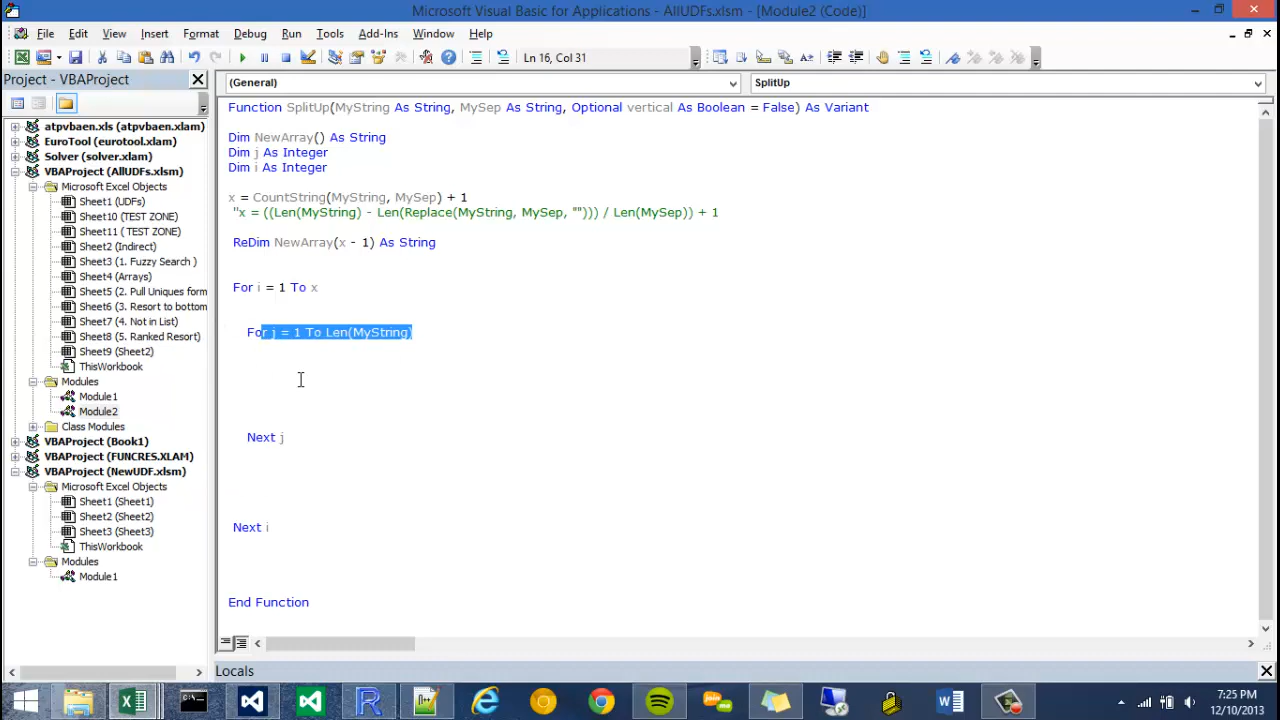 Microsoft Visual Basic for Applications - AllUDFs.xlsm - [Module2 (Code)]
File Edit View Insert Format Debug Run Tools Add-Ins Window Help
Ln 16, Col 31
Project - VBAProject
(General) SplitUp
atpvbaen.xls (atpvbaen.xlam)
EuroTool (eurotool.xlam)
Solver (solver.xlam)
VBAProject (AllUDFs.xlsm)
Microsoft Excel Objects
Sheet1 (UDFs)
Sheet10 (TEST ZONE)
Sheet11 ( TEST ZONE)
Sheet2 (Indirect)
Sheet3 (1. Fuzzy Search )
Sheet4 (Arrays)
Sheet5 (2. Pull Uniques form
Sheet6 (3. Resort to bottom
Sheet7 (4. Not in List)
Sheet8 (5. Ranked Resort)
Sheet9 (Sheet2)
ThisWorkbook
Modules
Module1
Module2
Class Modules
VBAProject (Book1)
VBAProject (FUNCRES.XLAM)
VBAProject (NewUDF.xlsm)
Microsoft Excel Objects
Sheet1 (Sheet1)
Sheet2 (Sheet2)
Sheet3 (Sheet3)
ThisWorkbook
Modules
Module1
Function SplitUp(MyString As String, MySep As String, Optional vertical As Boolean = False) As Variant
Dim NewArray() As String
Dim j As Integer
Dim i As Integer
x = CountString(MyString, MySep) + 1
''x = ((Len(MyString) - Len(Replace(MyString, MySep, ""))) / Len(MySep)) + 1
ReDim NewArray(x - 1) As String
For i = 1 To x
For j = 1 To Len(MyString)
Next j
Next i
End Function
Locals
7:25 PM
12/10/2013